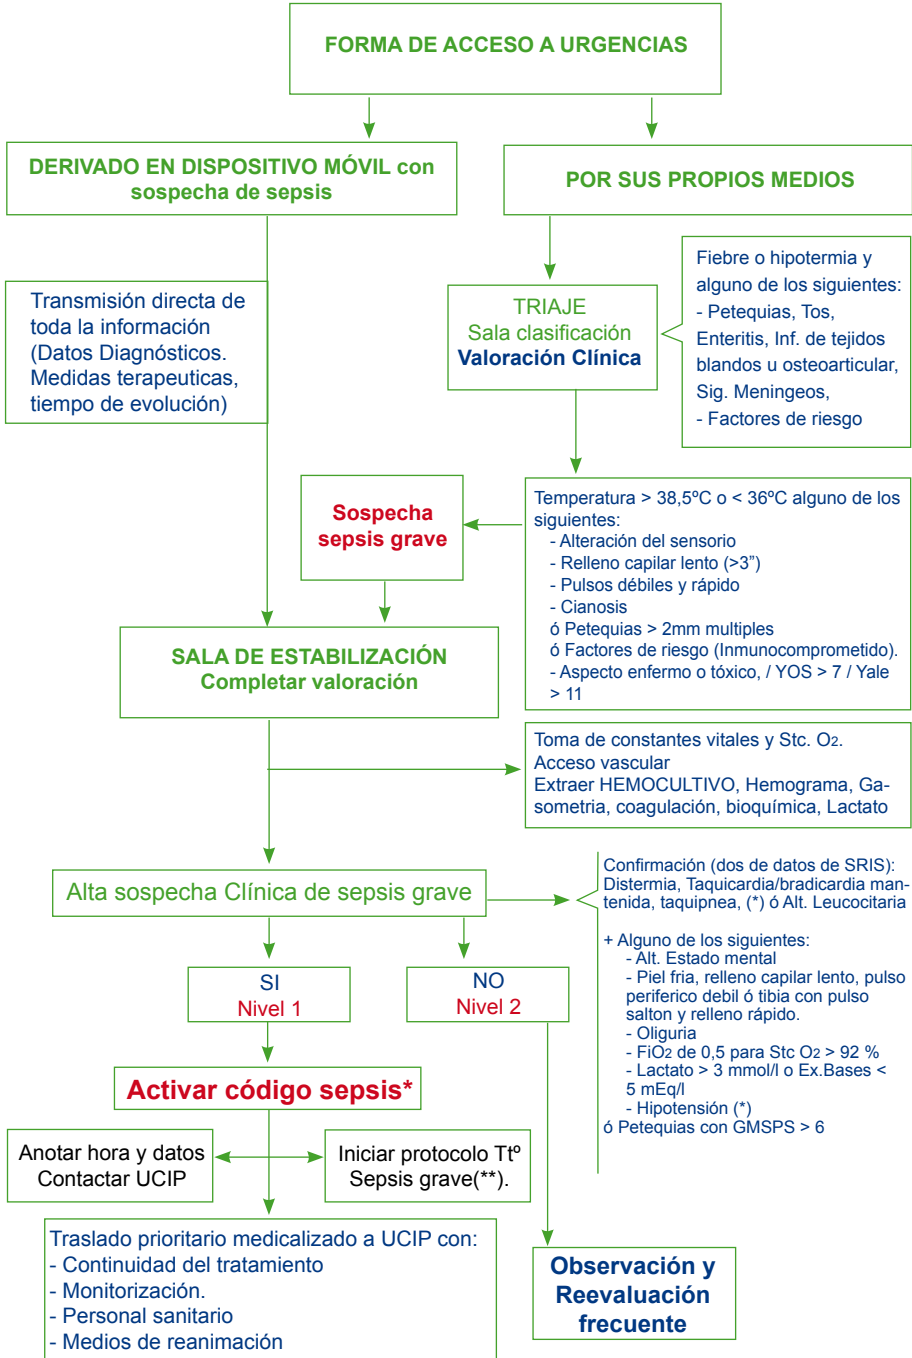 FORMA DE ACCESO A URGENCIAS
DERIVADO EN DISPOSITIVO MÓVIL con
sospecha de sepsis
POR SUS PROPIOS MEDIOS
Transmisión directa de
toda la información
(Datos Diagnósticos.
Medidas terapeuticas,
tiempo de evolución)
TRIAJE
Sala clasificación
Valoración Clínica
Fiebre o hipotermia y
alguno de los siguientes:
- Petequias, Tos,
Enteritis, Inf. de tejidos
blandos u osteoarticular,
Sig. Meningeos,
- Factores de riesgo
Sospecha
sepsis grave
Temperatura > 38,5ºC o < 36ºC alguno de los
siguientes:
- Alteración del sensorio
- Relleno capilar lento (>3”)
- Pulsos débiles y rápido
- Cianosis
ó Petequias > 2mm multiples
ó Factores de riesgo (Inmunocomprometido).
- Aspecto enfermo o tóxico, / YOS > 7 / Yale
> 11
SALA DE ESTABILIZACIÓN
Completar valoración
Toma de constantes vitales y Stc. O2.
Acceso vascular
Extraer HEMOCULTIVO, Hemograma, Ga-
sometria, coagulación, bioquímica, Lactato
Alta sospecha Clínica de sepsis grave
Confirmación (dos de datos de SRIS):
Distermia, Taquicardia/bradicardia man-
tenida, taquipnea, (*) ó Alt. Leucocitaria
+ Alguno de los siguientes:
- Alt. Estado mental
- Piel fria, relleno capilar lento, pulso
periferico debil ó tibia con pulso
salton y relleno rápido.
- Oliguria
- FiO2 de 0,5 para Stc O2 > 92 %
- Lactato > 3 mmol/l o Ex.Bases <
5 mEq/l
- Hipotensión (*)
ó Petequias con GMSPS > 6
SI
Nivel 1
NO
Nivel 2
Activar código sepsis*
Anotar hora y datos
Contactar UCIP
Iniciar protocolo Ttº
Sepsis grave(**).
Traslado prioritario medicalizado a UCIP con:
- Continuidad del tratamiento
- Monitorización.
- Personal sanitario
- Medios de reanimación
Observación y
Reevaluación
frecuente